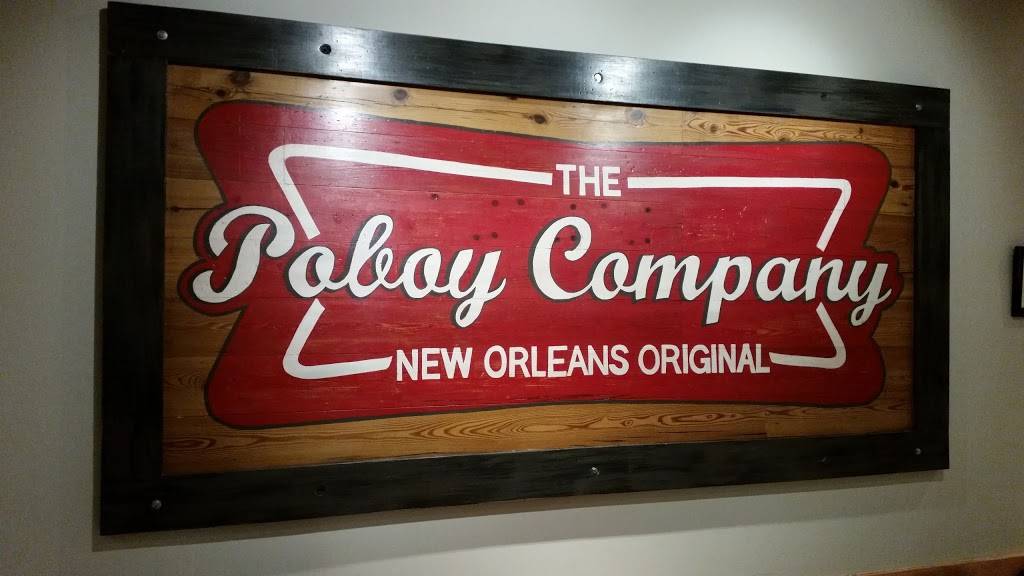 THE
Poboy Company
NEW ORLEANS ORIGINAL